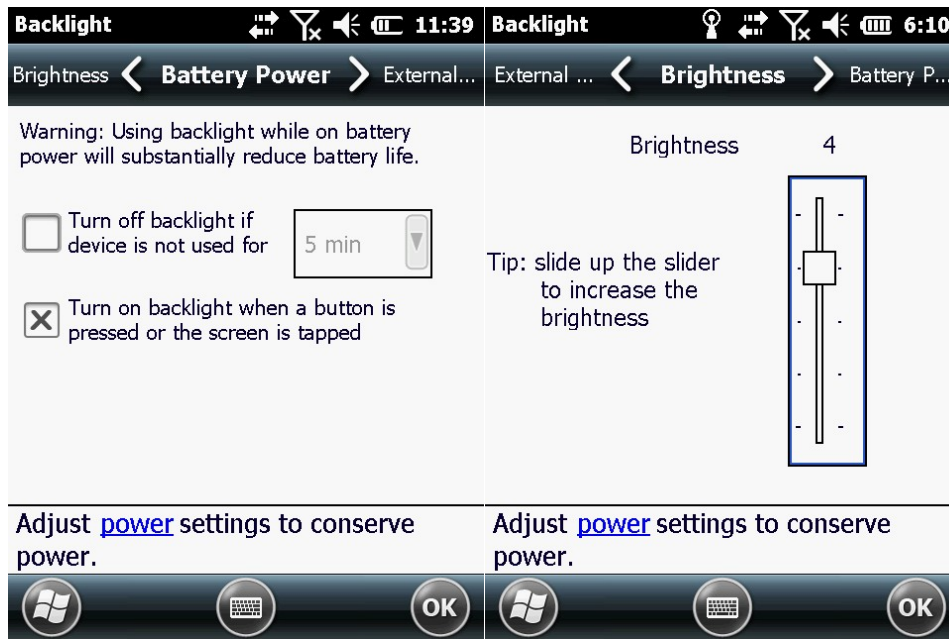 Backlight 11:39
Brightness Battery Power External...
Warning: Using backlight while on battery
power will substantially reduce battery life.
Turn off backlight if
device is not used for
5 min
Turn on backlight when a button is
pressed or the screen is tapped
Adjust power settings to conserve
power.
OK
Backlight 6:10
External ... Brightness Battery P...
Brightness 4
Tip: slide up the slider
to increase the
brightness
Adjust power settings to conserve
power.
OK